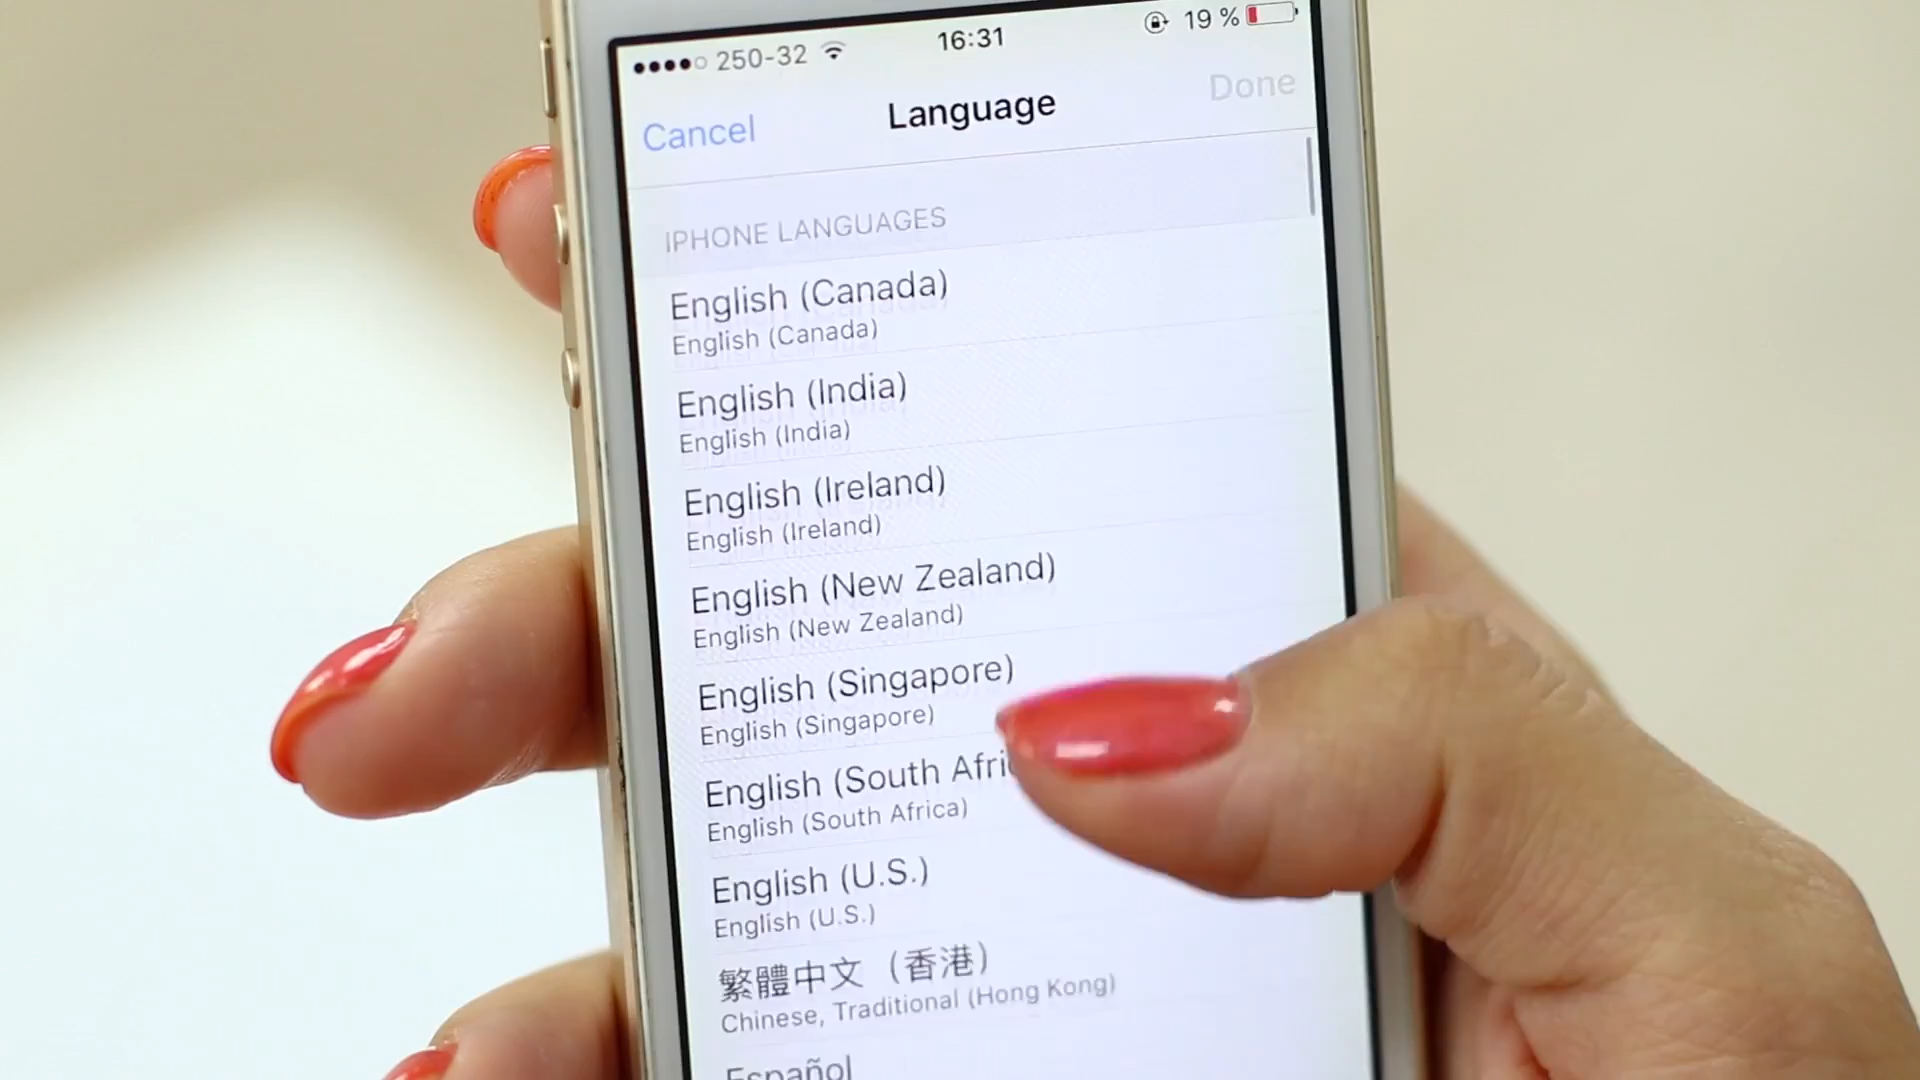 250-32 16:31 19 %
Cancel Language Done
IPHONE LANGUAGES
English (Canada)
English (Canada)
English (India)
English (India)
English (Ireland)
English (Ireland)
English (New Zealand)
English (New Zealand)
English (Singapore)
English (Singapore)
English (South Afri
English (South Africa)
English (U.S.)
English (U.S.)
繁體中文（香港）
Chinese, Traditional (Hong Kong)
Español